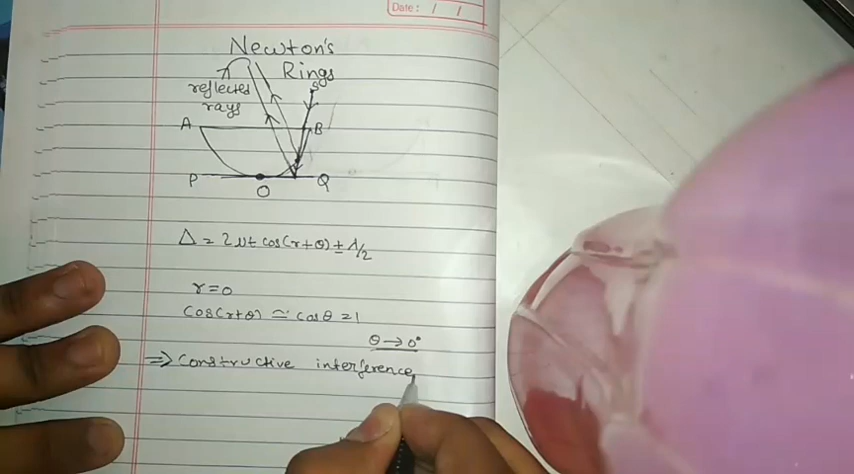 Date: / /
Newton's
Rings
reflected
rays
S
A
B
P
Q
O
Δ = 2μt cos(r+θ) ± λ/2
r=0
cos(r+θ) ≃ cosθ = 1
θ → 0°
⇒ Constructive interference